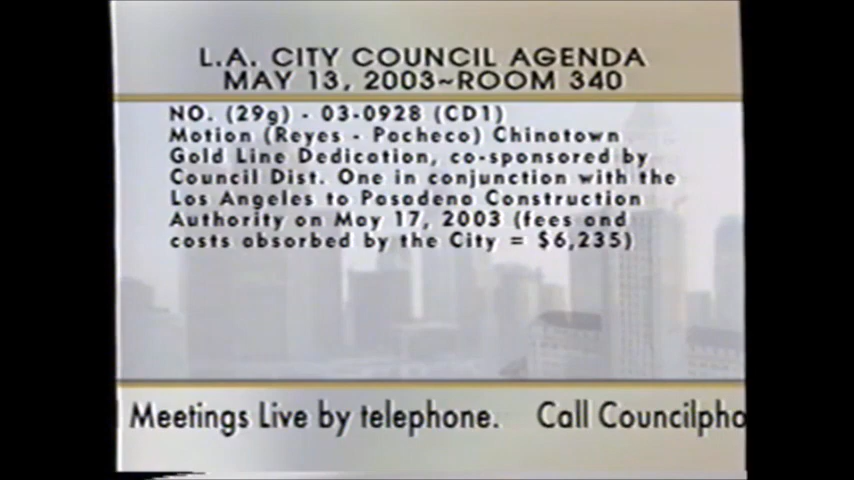 L.A. CITY COUNCIL AGENDA
MAY 13, 2003~ROOM 340
NO. (29g) - 03-0928 (CD1)
Motion (Reyes - Pacheco) Chinatown
Gold Line Dedication, co-sponsored by
Council Dist. One in conjunction with the
Los Angeles to Pasadena Construction
Authority on May 17, 2003 (fees and
costs absorbed by the City = $6,235)
Meetings Live by telephone. Call Councilpho